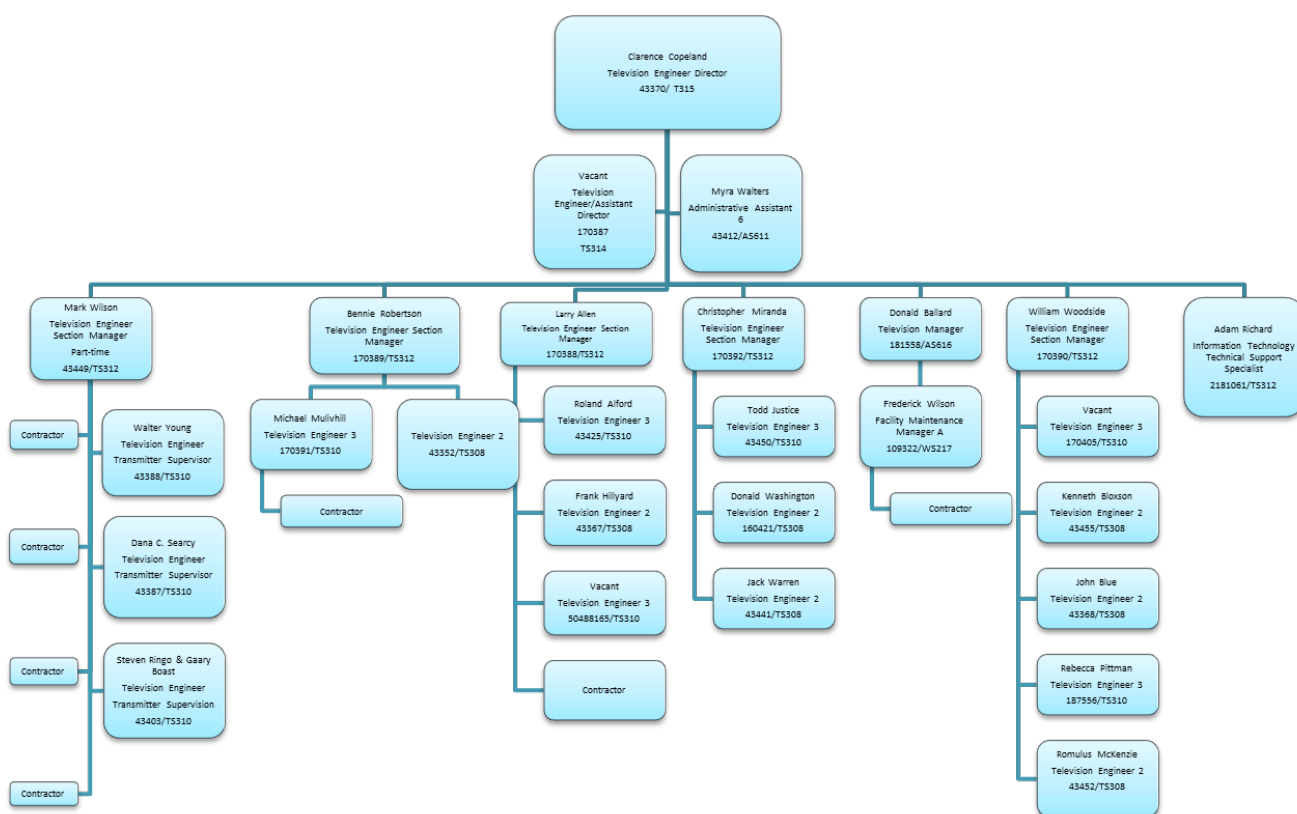 Clarence Copeland
Television Engineer Director
43370/ T315
Vacant
Television
Engineer/Assistant
Director
170387
TS314
Myra Walters
Administrative Assistant
6
43412/AS611
Mark Wilson
Television Engineer
Section Manager
Part-time
43449/TS312
Bennie Robertson
Television Engineer Section
Manager
170389/TS312
Larry Allen
Television Engineer Section
Manager
170388/TS312
Christopher Miranda
Television Engineer
Section Manager
170392/TS312
Donald Ballard
Television Manager
181558/AS616
William Woodside
Television Engineer
Section Manager
170390/TS312
Adam Richard
Information Technology
Technical Support
Specialist
2181061/TS312
Contractor
Walter Young
Television Engineer
Transmitter Supervisor
43388/TS310
Contractor
Dana C. Searcy
Television Engineer
Transmitter Supervisor
43387/TS310
Contractor
Steven Ringo & Gaary
Boast
Television Engineer
Transmitter Supervision
43403/TS310
Contractor
Michael Mulivhill
Television Engineer 3
170391/TS310
Contractor
Television Engineer 2
43352/TS308
Roland Alford
Television Engineer 3
43425/TS310
Frank Hillyard
Television Engineer 2
43367/TS308
Vacant
Television Engineer 3
50488165/TS310
Contractor
Todd Justice
Television Engineer 3
43450/TS310
Donald Washington
Television Engineer 2
160421/TS308
Jack Warren
Television Engineer 2
43441/TS308
Frederick Wilson
Facility Maintenance
Manager A
109322/WS217
Contractor
Vacant
Television Engineer 3
170405/TS310
Kenneth Bloxson
Television Engineer 2
43455/TS308
John Blue
Television Engineer 2
43368/TS308
Rebecca Pittman
Television Engineer 3
187556/TS310
Romulus McKenzie
Television Engineer 2
43452/TS308